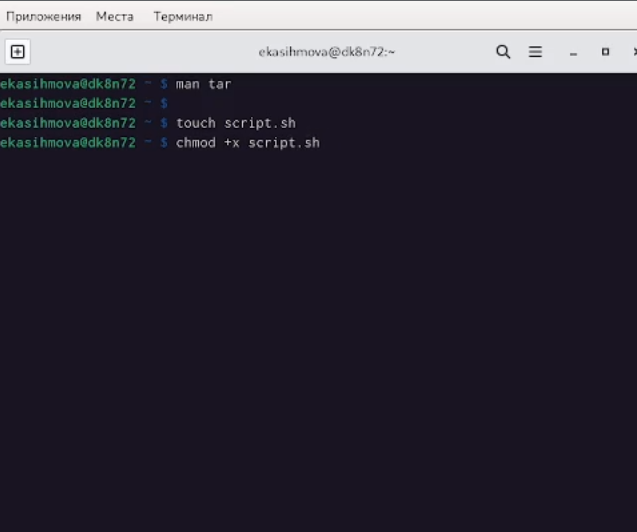 Приложения Места Терминал
ekasihmova@dk8n72:~
ekasihmova@dk8n72 ~ $ man tar
ekasihmova@dk8n72 ~ $
ekasihmova@dk8n72 ~ $ touch script.sh
ekasihmova@dk8n72 ~ $ chmod +x script.sh